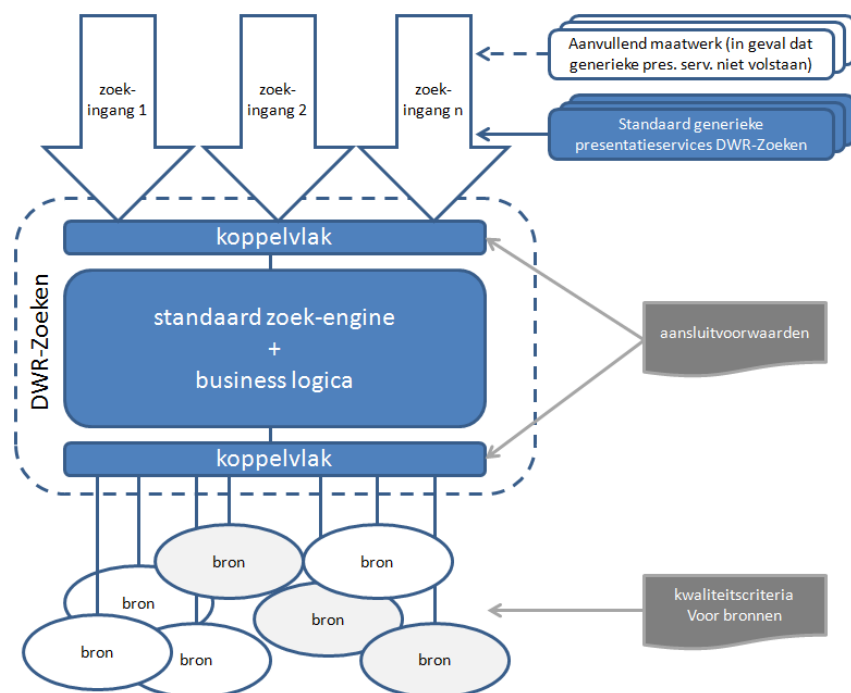 Aanvullend maatwerk (in geval dat
generieke pres. serv. niet volstaan)
zoek-
ingang 1
zoek-
ingang 2
zoek-
ingang n
Standaard generieke
presentatieservices DWR-Zoeken
DWR-Zoeken
koppelvlak
standaard zoek-engine
+
business logica
koppelvlak
aansluitvoorwaarden
bron
bron
bron
bron
bron
bron
bron
kwaliteitscriteria
Voor bronnen